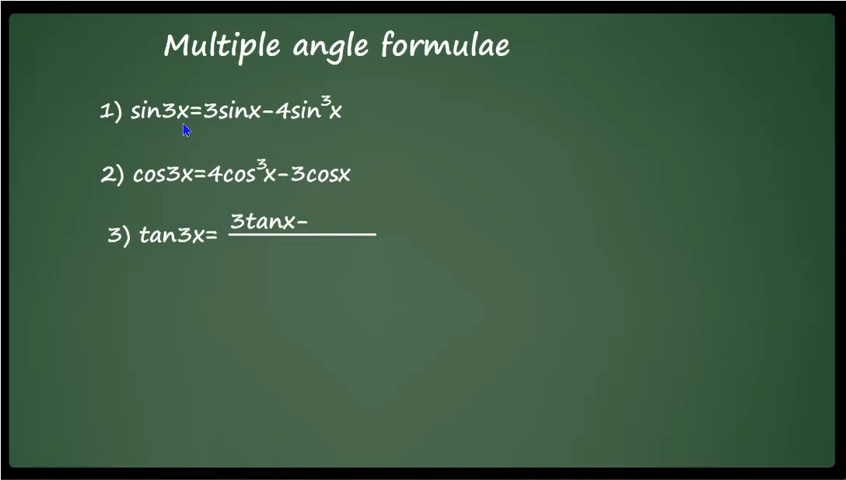 Multiple angle formulae
1) sin3x=3sinx-4sin³x
2) cos3x=4cos³x-3cosx
3) tan3x= 3tanx-